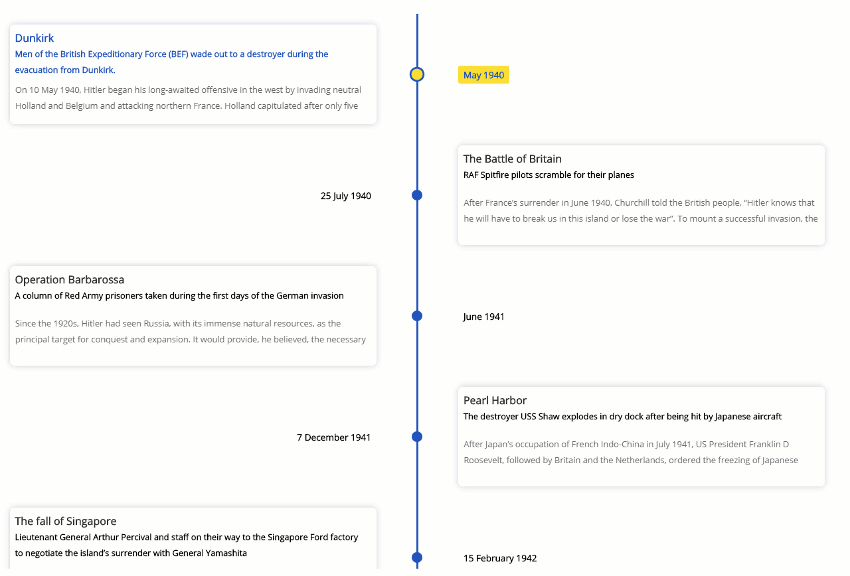 Dunkirk
Men of the British Expeditionary Force (BEF) wade out to a destroyer during the
evacuation from Dunkirk.
On 10 May 1940, Hitler began his long-awaited offensive in the west by invading neutral
Holland and Belgium and attacking northern France. Holland capitulated after only five
May 1940
The Battle of Britain
RAF Spitfire pilots scramble for their planes
After France's surrender in June 1940, Churchill told the British people, “Hitler knows that
he will have to break us in this island or lose the war”. To mount a successful invasion, the
25 July 1940
Operation Barbarossa
A column of Red Army prisoners taken during the first days of the German invasion
Since the 1920s, Hitler had seen Russia, with its immense natural resources, as the
principal target for conquest and expansion. It would provide, he believed, the necessary
June 1941
Pearl Harbor
The destroyer USS Shaw explodes in dry dock after being hit by Japanese aircraft
After Japan's occupation of French Indo-China in July 1941, US President Franklin D
Roosevelt, followed by Britain and the Netherlands, ordered the freezing of Japanese
7 December 1941
The fall of Singapore
Lieutenant General Arthur Percival and staff on their way to the Singapore Ford factory
to negotiate the island's surrender with General Yamashita
15 February 1942